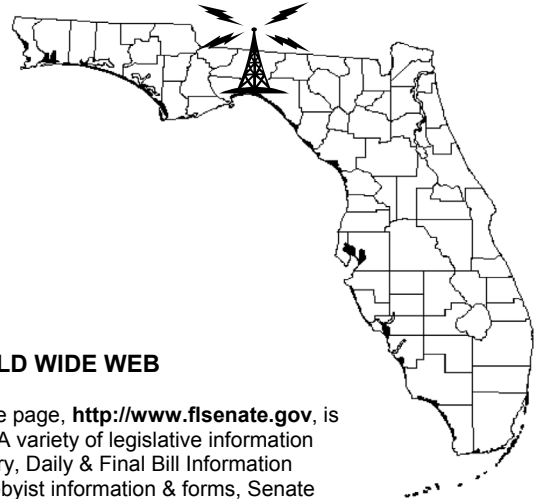 LD WIDE WEB
e page, http://www.flsenate.gov, is
A variety of legislative information
ry, Daily & Final Bill Information
byist information & forms, Senate